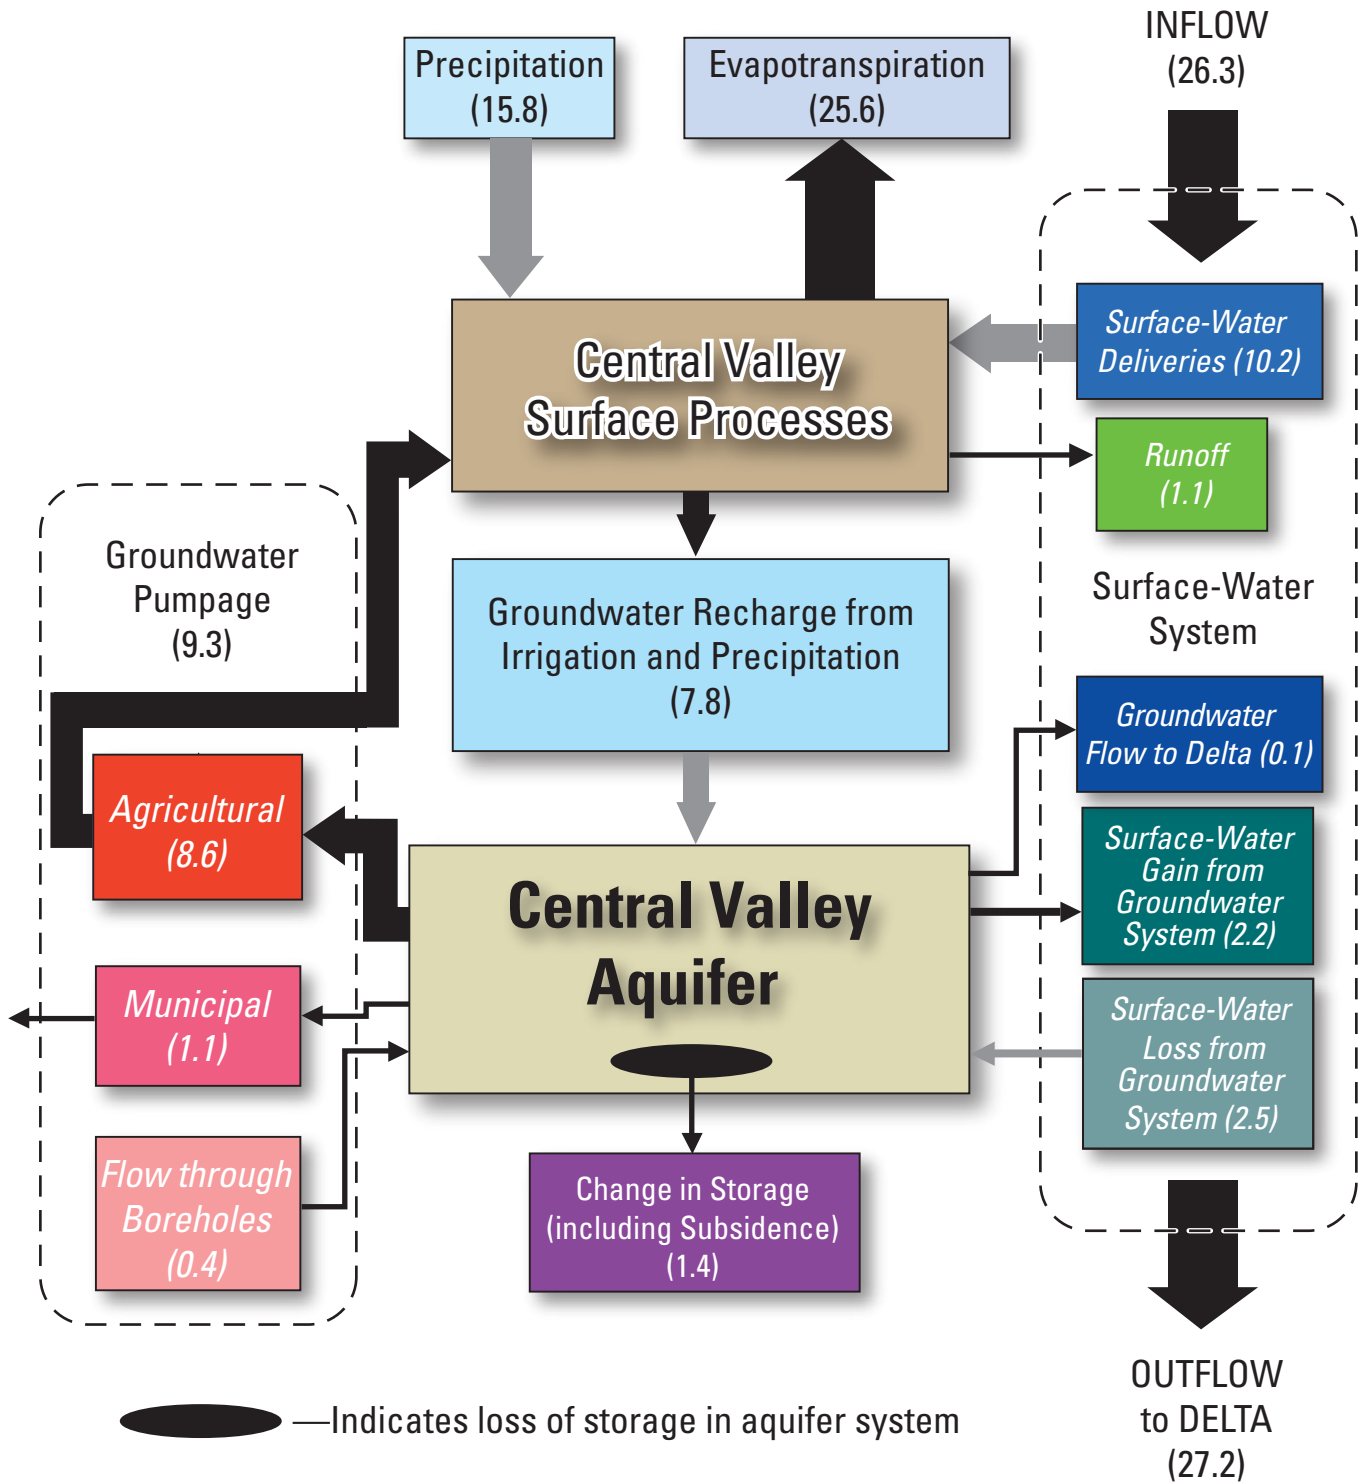 Precipitation
(15.8)
Evapotranspiration
(25.6)
INFLOW
(26.3)
Central Valley
Surface Processes
Surface-Water
Deliveries (10.2)
Runoff
(1.1)
Surface-Water
System
Groundwater
Pumpage
(9.3)
Groundwater Recharge from
Irrigation and Precipitation
(7.8)
Groundwater
Flow to Delta (0.1)
Agricultural
(8.6)
Central Valley
Aquifer
Surface-Water
Gain from
Groundwater
System (2.2)
Municipal
(1.1)
Surface-Water
Loss from
Groundwater
System (2.5)
Flow through
Boreholes
(0.4)
Change in Storage
(including Subsidence)
(1.4)
OUTFLOW
to DELTA
(27.2)
—Indicates loss of storage in aquifer system